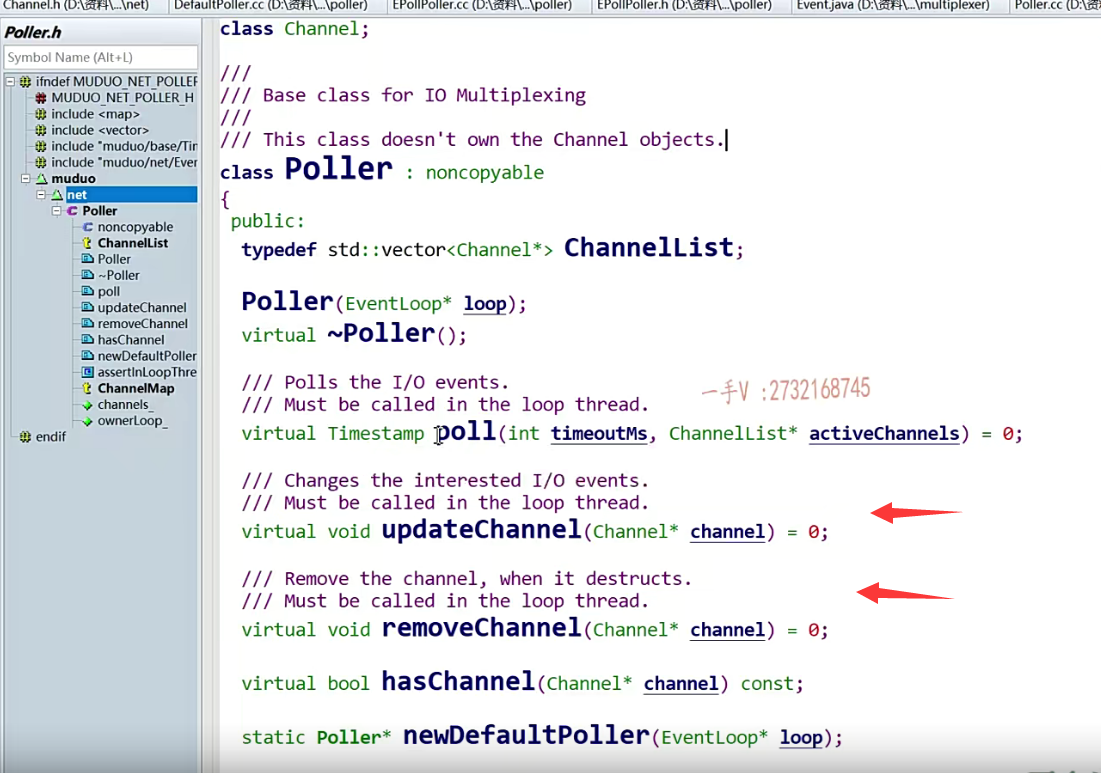 Channel.h (D:\资料\...\net)
DefaultPoller.cc (D:\资料\...\poller)
EPollPoller.cc (D:\资料\...\poller)
EPollPoller.h (D:\资料\...\poller)
Event.java (D:\资料\...\multiplexer)
Poller.cc (D:\资
Poller.h
Symbol Name (Alt+L)
ifndef MUDUO_NET_POLLER
MUDUO_NET_POLLER_H
include <map>
include <vector>
include "muduo/base/Tin
include "muduo/net/Even
muduo
net
Poller
noncopyable
ChannelList
Poller
~Poller
poll
updateChannel
removeChannel
hasChannel
newDefaultPoller
assertInLoopThre
ChannelMap
channels_
ownerLoop_
endif
class Channel;
///
/// Base class for IO Multiplexing
///
/// This class doesn't own the Channel objects.
class Poller : noncopyable
{
public:
typedef std::vector<Channel*> ChannelList;
Poller(EventLoop* loop);
virtual ~Poller();
/// Polls the I/O events.
/// Must be called in the loop thread.
一手V :2732168745
virtual Timestamp poll(int timeoutMs, ChannelList* activeChannels) = 0;
/// Changes the interested I/O events.
/// Must be called in the loop thread.
virtual void updateChannel(Channel* channel) = 0;
/// Remove the channel, when it destructs.
/// Must be called in the loop thread.
virtual void removeChannel(Channel* channel) = 0;
virtual bool hasChannel(Channel* channel) const;
static Poller* newDefaultPoller(EventLoop* loop);